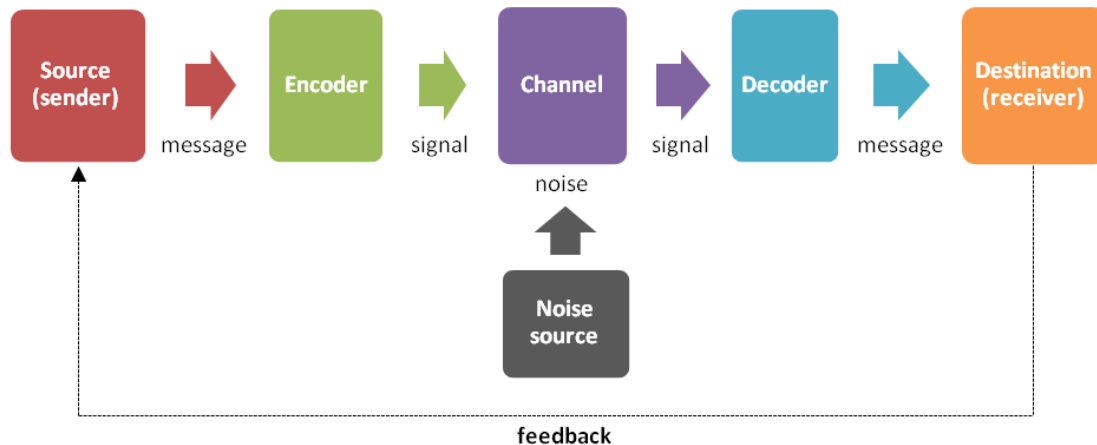 Source
(sender)
Encoder
Channel
Decoder
Destination
(receiver)
message
signal
signal
message
noise
Noise
source
feedback